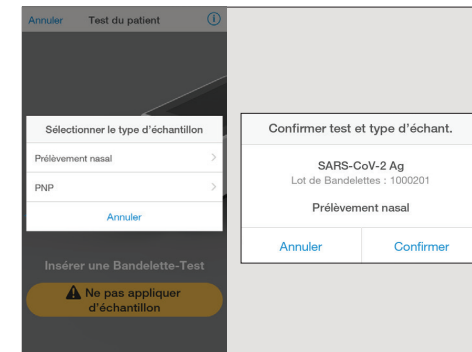 Annuler Test du patient i
Sélectionner le type d'échantillon
Prélèvement nasal
PNP
Annuler
Insérer une Bandelette-Test
Ne pas appliquer
d'échantillon
Confirmer test et type d'échant.
SARS-CoV-2 Ag
Lot de Bandelettes : 1000201
Prélèvement nasal
Annuler Confirmer